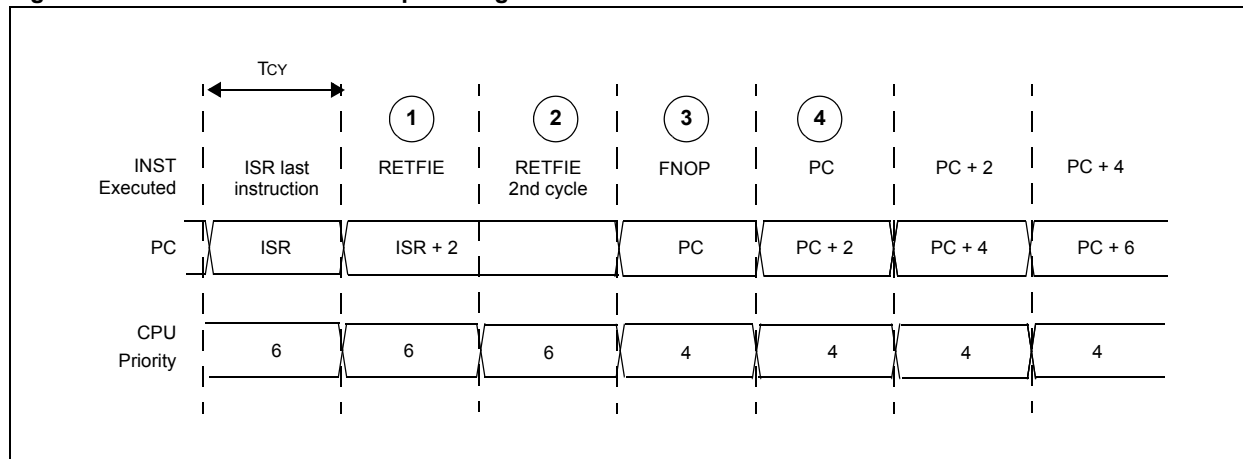 TCY
1 2 3 4
INST Executed ISR last instruction RETFIE RETFIE 2nd cycle FNOP PC PC + 2 PC + 4
PC ISR ISR + 2 PC PC + 2 PC + 4 PC + 6
CPU Priority 6 6 6 4 4 4 4